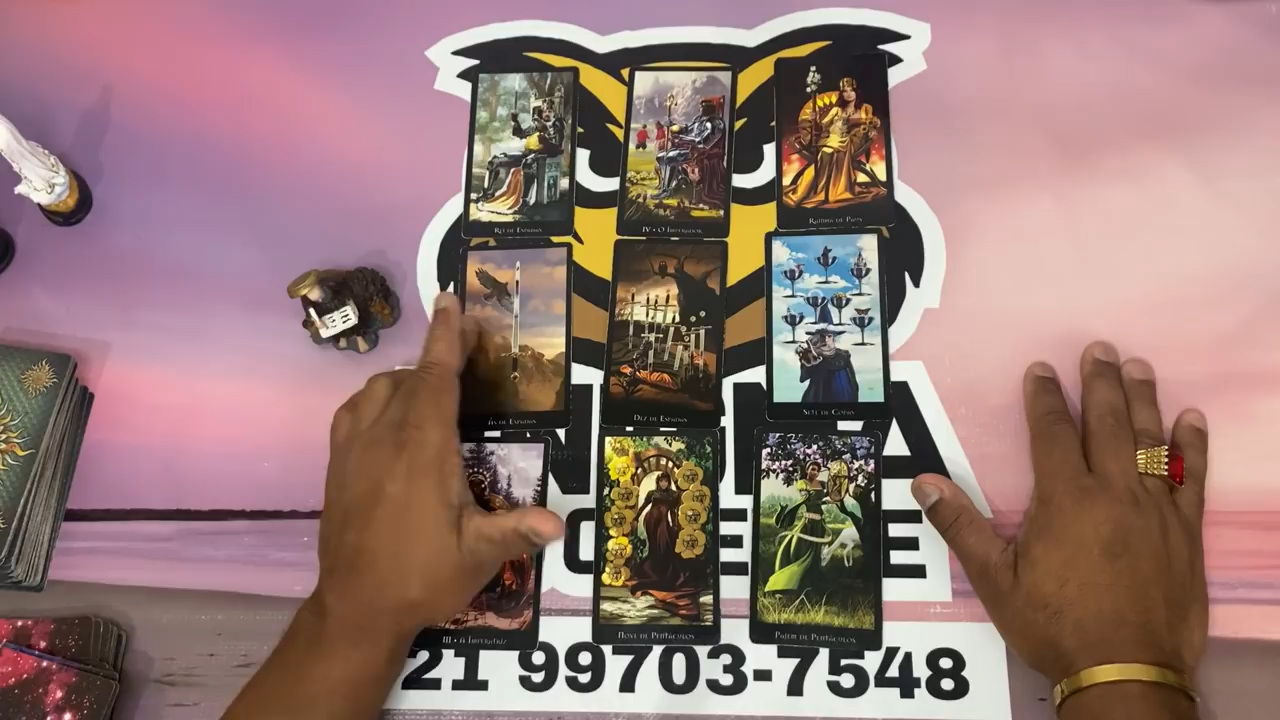 Rei de Espadas
IV • O Imperador
Rainha de Paus
Ás de Espadas
Dez de Espadas
Sete de Copas
III • A Imperatriz
Nove de Pentáculos
Pajem de Pentáculos
21 99703-7548